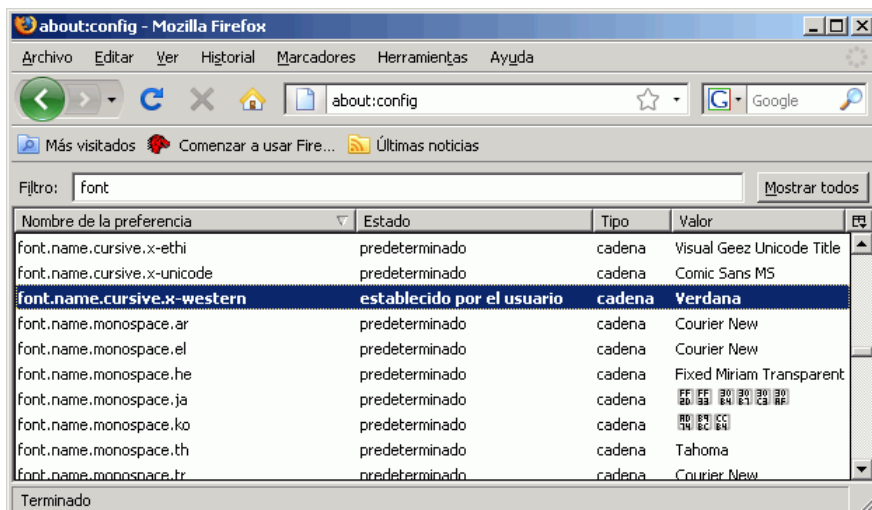 about:config - Mozilla Firefox
Archivo Editar Ver Historial Marcadores Herramientas Ayuda
about:config
G Google
Más visitados Comenzar a usar Fire... Últimas noticias
Filtro: font Mostrar todos
Nombre de la preferencia Estado Tipo Valor
font.name.cursive.x-ethi predeterminado cadena Visual Geez Unicode Title
font.name.cursive.x-unicode predeterminado cadena Comic Sans MS
font.name.cursive.x-western establecido por el usuario cadena Verdana
font.name.monospace.ar predeterminado cadena Courier New
font.name.monospace.el predeterminado cadena Courier New
font.name.monospace.he predeterminado cadena Fixed Miriam Transparent
font.name.monospace.ja predeterminado cadena
font.name.monospace.ko predeterminado cadena
font.name.monospace.th predeterminado cadena Tahoma
font.name.monospace.tr predeterminado cadena Courier New
Terminado